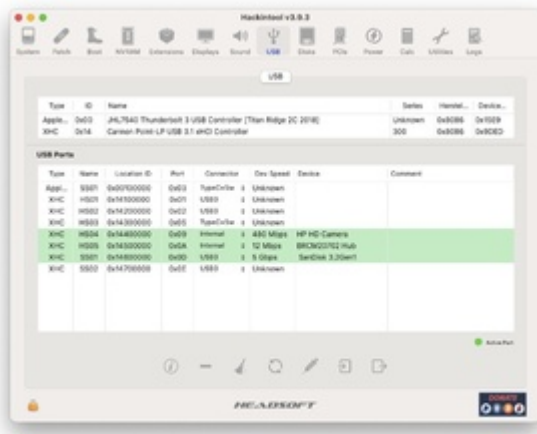 Hackintool v3.9.3
System Patch Boot NVRAM Extensions Displays Sound USB Disks PCIe Power Calc Utilities Logs
USB
Type ID Name Series Vendor... Device...
Apple... 0x03 JHL7540 Thunderbolt 3 USB Controller [Titan Ridge 2C 2018] Unknown 0x8086
XHC 0x14 Cannon Point-LP USB 3.1 xHCI Controller 300 0x8086 0x9DED
USB Ports
Type Name Location ID Port Connector Dev Speed Device Comment
Appl... SS01 0x00100000 0x03 Unknown
XHC HS01 0x14100000 0x01 USB3 Unknown
XHC HS02 0x14200000 0x02 USB3 Unknown
XHC HS03 0x14300000 0x05 Unknown
XHC HS04 0x14400000 0x09 Internal 480 Mbps HP HD Camera
XHC HS05 0x14500000 0x0A Internal 12 Mbps BRCM20702 Hub
XHC SS01 0x14600000 0x0D USB3 5 Gbps SanDisk 3.2Gen1
XHC SS02 0x14700000 0x0E USB3 Unknown
Active Port
HEADSOFT
DONATE